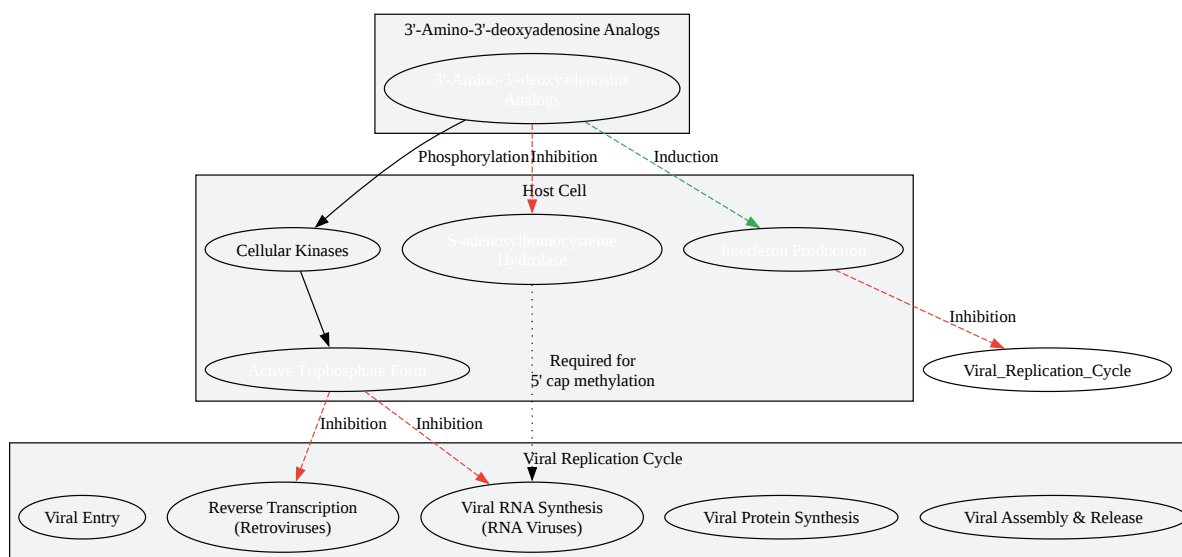 3'-Amino-3'-deoxyadenosine Analogs
3'-Amino-3'-deoxyadenosine
Analogs
Phosphorylation
Inhibition
Induction
Host Cell
Cellular Kinases
S-adenosylhomocysteine
Hydrolase
Interferon Production
Inhibition
Required for
5' cap methylation
Active Triphosphate Form
Viral_Replication_Cycle
Inhibition
Inhibition
Viral Replication Cycle
Viral Entry
Reverse Transcription
(Retroviruses)
Viral RNA Synthesis
(RNA Viruses)
Viral Protein Synthesis
Viral Assembly & Release